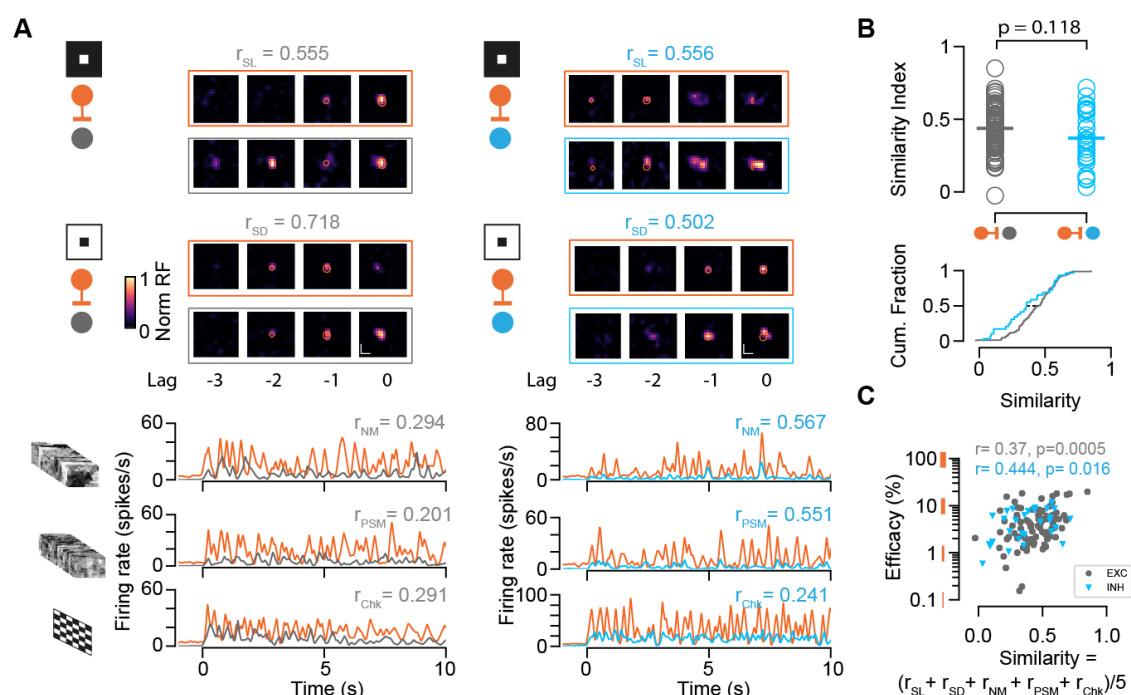 A
r_SL = 0.555
r_SL = 0.556
r_SD = 0.718
r_SD = 0.502
1
0
Norm RF
Lag -3 -2 -1 0
-3 -2 -1 0
60
0
r_NM = 0.294
60
0
r_PSM = 0.201
60
0
r_Chk = 0.291
Firing rate (spikes/s)
0 5 10
Time (s)
80
0
r_NM = 0.567
80
0
r_PSM = 0.551
100
0
r_Chk = 0.241
Firing rate (spikes/s)
0 5 10
Time (s)
B
p = 0.118
1
0.5
0
Similarity Index
1
0.5
0
Cum. Fraction
0 0.5 1
Similarity
C
r= 0.37, p=0.0005
r= 0.444, p= 0.016
100
10
1
0.1
Efficacy (%)
EXC
INH
0.0 0.5 1.0
Similarity =
(r_SL + r_SD + r_NM + r_PSM + r_Chk)/5